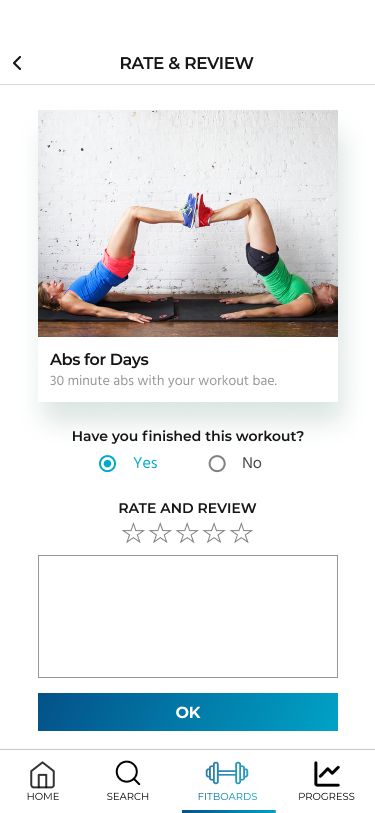 RATE & REVIEW
Abs for Days
30 minute abs with your workout bae.
Have you finished this workout?
Yes No
RATE AND REVIEW
OK
HOME SEARCH FITBOARDS PROGRESS